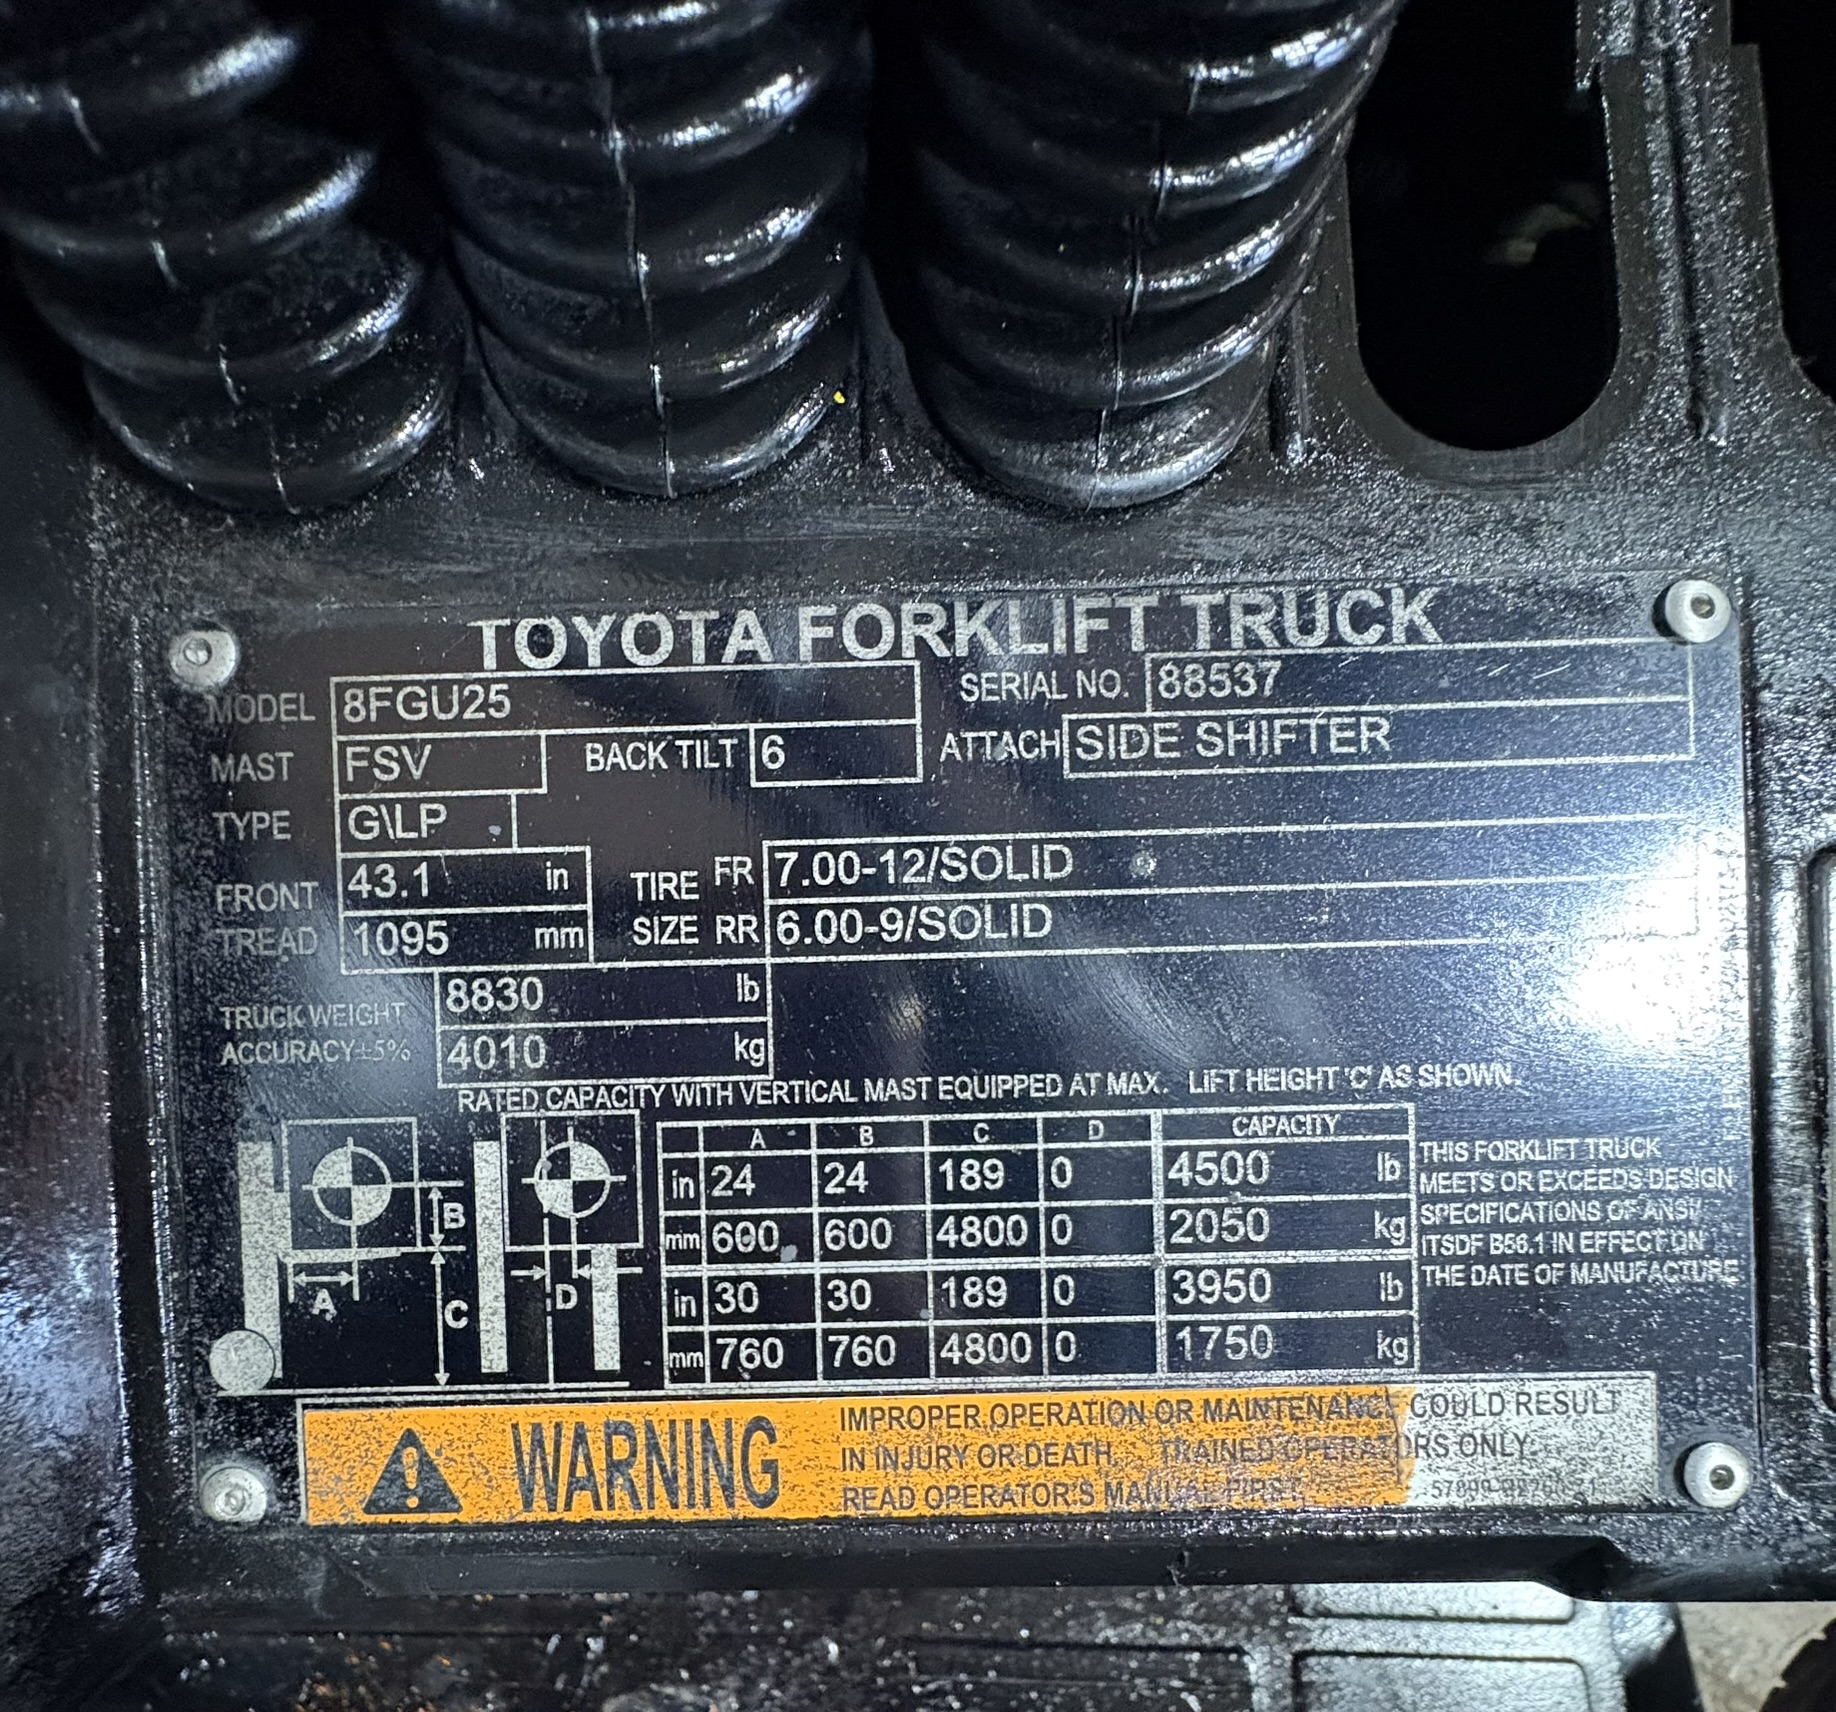 TOYOTA FORKLIFT TRUCK
MODEL 8FGU25 SERIAL NO. 88537
MAST FSV BACK TILT 6 ATTACH SIDE SHIFTER
TYPE G\LP
FRONT TREAD 43.1 in TIRE SIZE FR 7.00-12/SOLID
1095 mm RR 6.00-9/SOLID
TRUCK WEIGHT 8830 lb
ACCURACY±5% 4010 kg
RATED CAPACITY WITH VERTICAL MAST EQUIPPED AT MAX. LIFT HEIGHT 'C' AS SHOWN.
A B C D CAPACITY
in 24 24 189 0 4500 lb
mm 600 600 4800 0 2050 kg
in 30 30 189 0 3950 lb
mm 760 760 4800 0 1750 kg
A
B
C
D
THIS FORKLIFT TRUCK
MEETS OR EXCEEDS DESIGN
SPECIFICATIONS OF ANSI/
ITSDF B56.1 IN EFFECT ON
THE DATE OF MANUFACTURE
WARNING
IMPROPER OPERATION OR MAINTENANCE COULD RESULT
IN INJURY OR DEATH. TRAINED OPERATORS ONLY.
READ OPERATOR'S MANUAL FIRST.